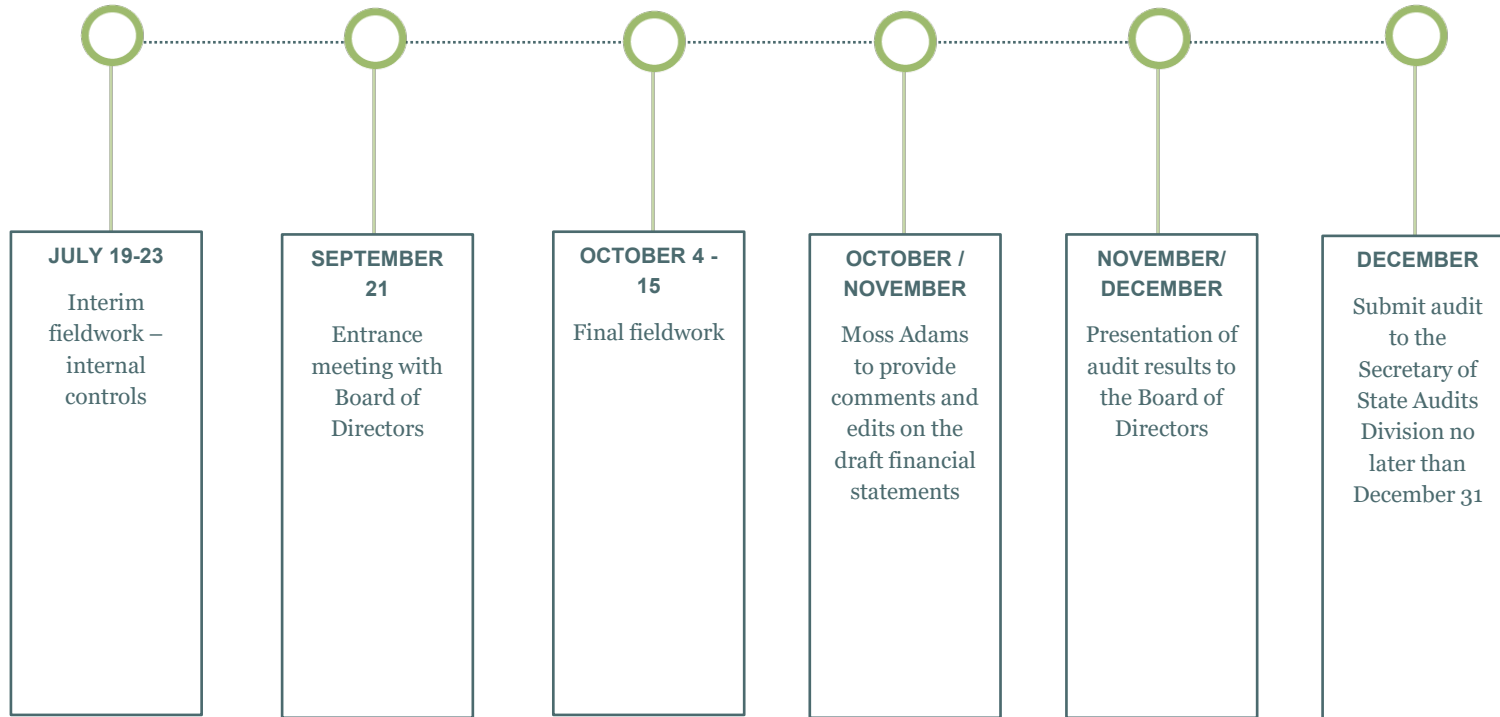 JULY 19-23
Interim
fieldwork –
internal
controls
SEPTEMBER
21
Entrance
meeting with
Board of
Directors
OCTOBER 4 -
15
Final fieldwork
OCTOBER /
NOVEMBER
Moss Adams
to provide
comments and
edits on the
draft financial
statements
NOVEMBER/
DECEMBER
Presentation of
audit results to
the Board of
Directors
DECEMBER
Submit audit
to the
Secretary of
State Audits
Division no
later than
December 31